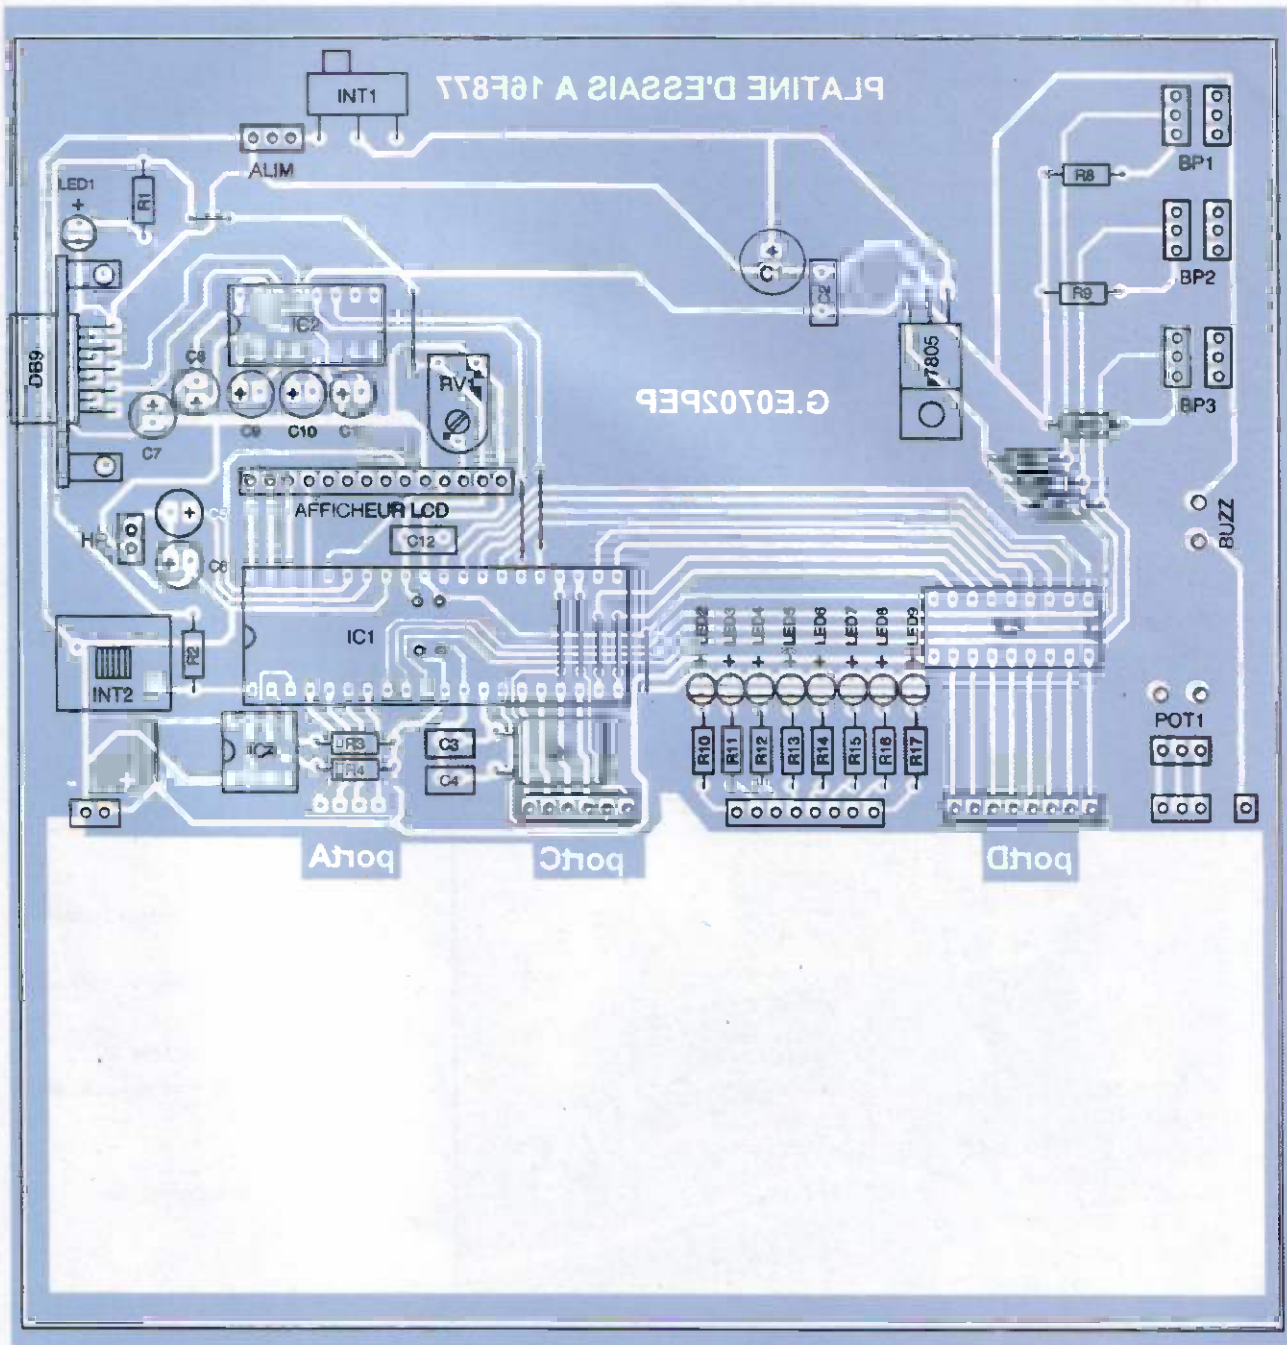 PLATINE D'ESSAIS A 16F877
INT1
ALIM
BP1
R8
LED1
+
R1
BP2
R9
C1
+
C2
IC2
DB9
7805
RV1
G.E0702PEP
BP3
C8
+
C7
+
C9
+
C10
+
AFFICHEUR LCD
C5
+
C12
C6
+
BUZZ
IC1
LED2
LED3
LED4
LED5
LED6
LED7
LED8
LED9
+ + + + + + + +
R2
INT2
POT1
R3
R4
C3
C4
R10
R11
R12
R13
R14
R15
R16
R17
+
portA
portC
portD